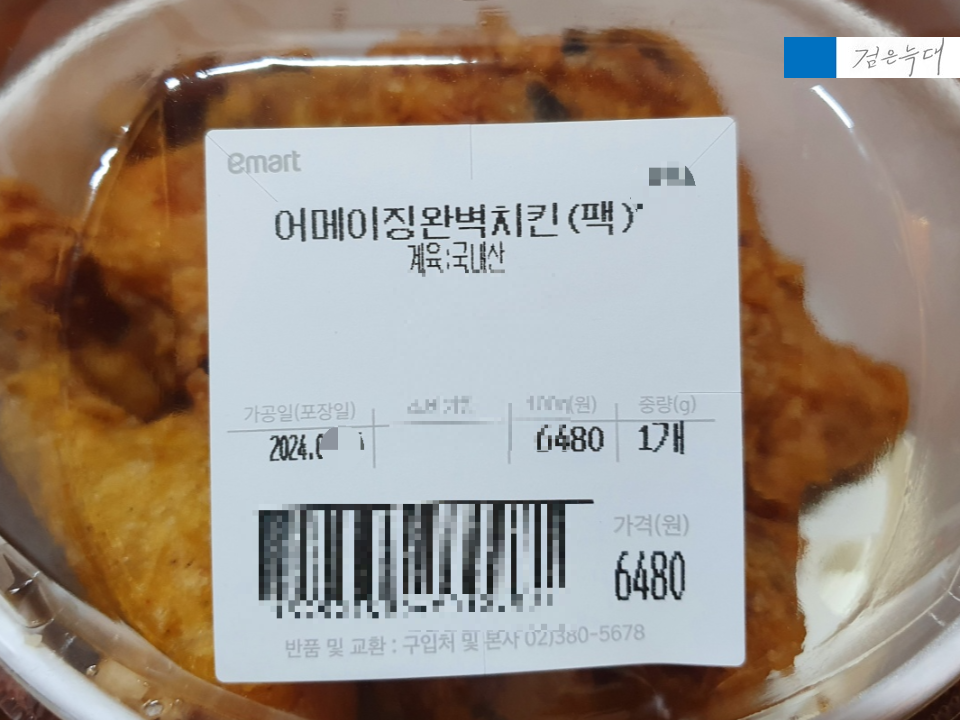 검은늑대
emart
어메이징완벽치킨(팩)
계육:국내산
가공일(포장일) 100g(원) 중량(g)
6480 1개
가격(원)
6480
반품 및 교환 : 구입처 및 본사 02)380-5678